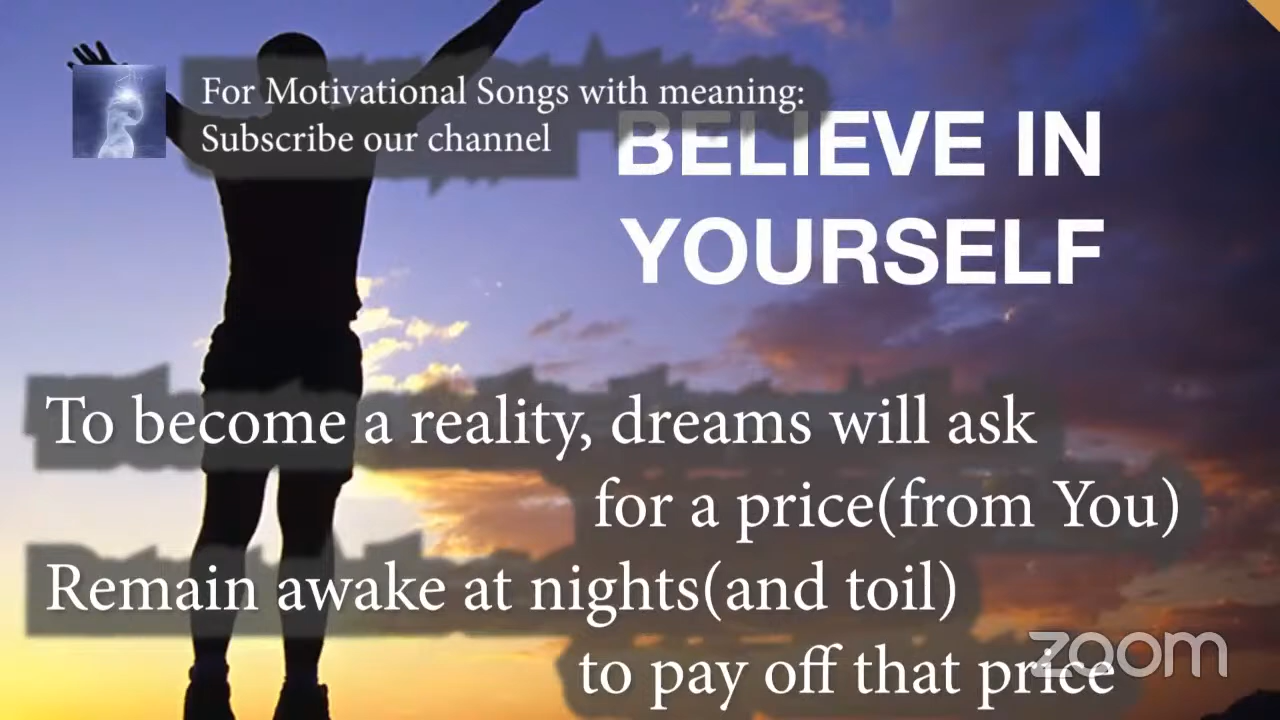 For Motivational Songs with meaning:
Subscribe our channel
BELIEVE IN
YOURSELF
To become a reality, dreams will ask
for a price(from You)
Remain awake at nights(and toil)
to pay off that price
zoom